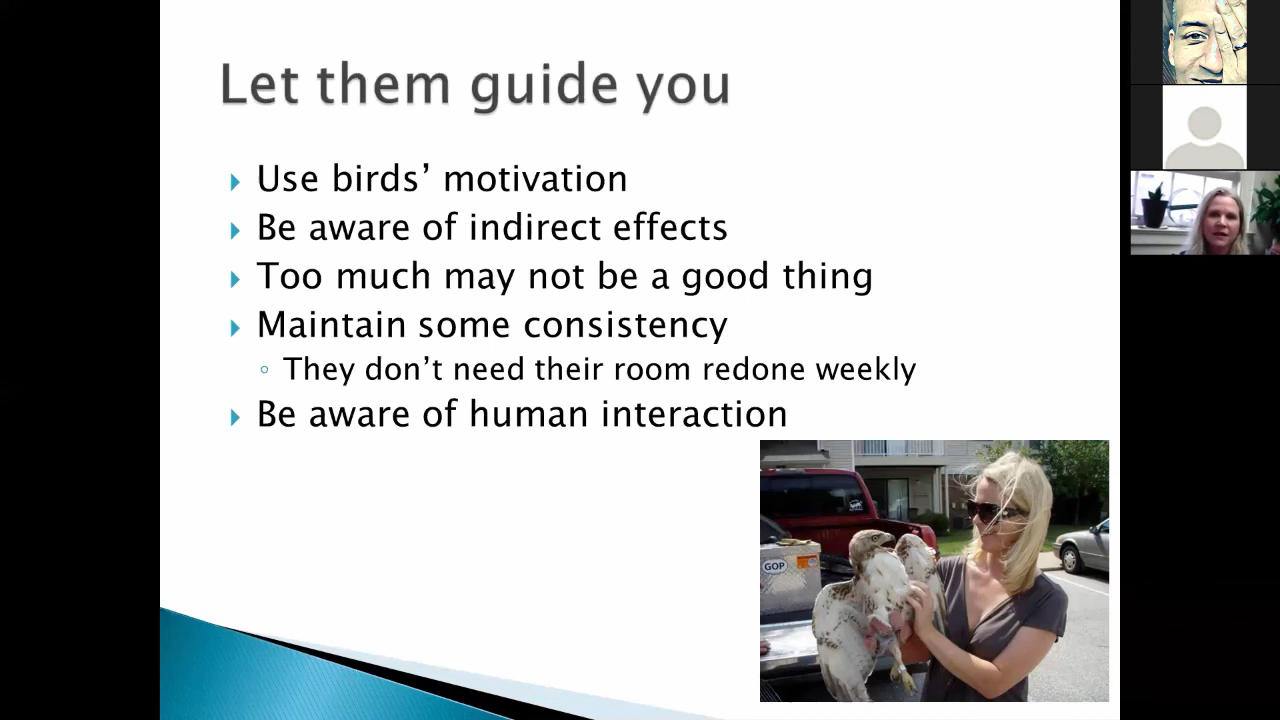 Let them guide you
Use birds’ motivation
Be aware of indirect effects
Too much may not be a good thing
Maintain some consistency
They don’t need their room redone weekly
Be aware of human interaction
GOP